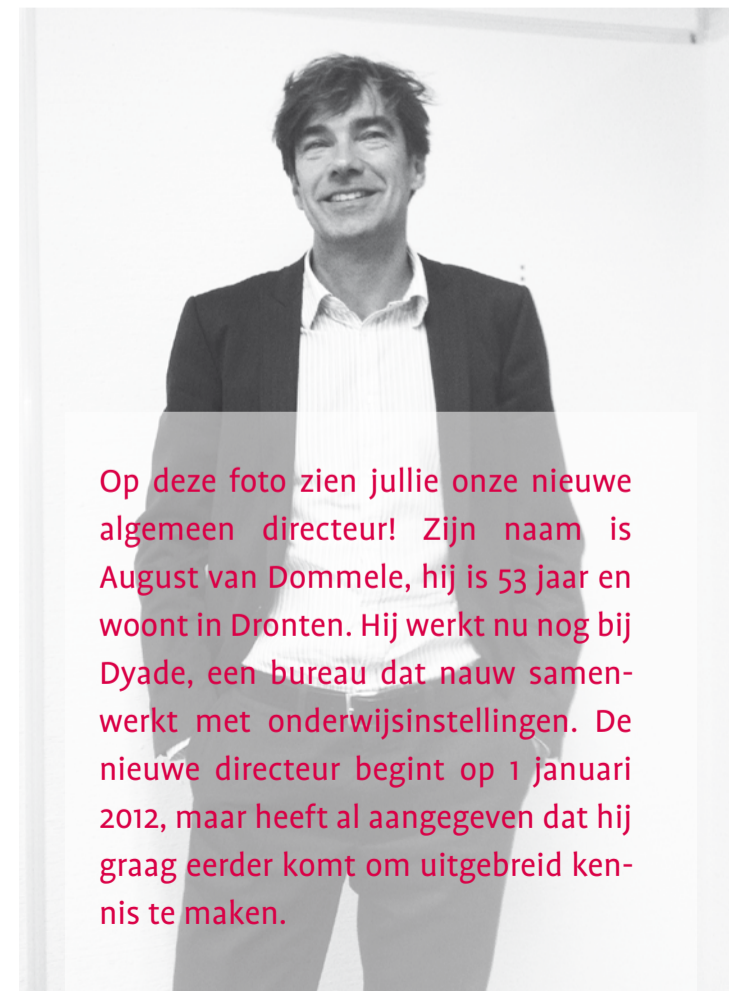 Op deze foto zien jullie onze nieuwe
algemeen directeur! Zijn naam is
August van Dommele, hij is 53 jaar en
woont in Dronten. Hij werkt nu nog bij
Dyade, een bureau dat nauw samen-
werkt met onderwijsinstellingen. De
nieuwe directeur begint op 1 januari
2012, maar heeft al aangegeven dat hij
graag eerder komt om uitgebreid ken-
nis te maken.